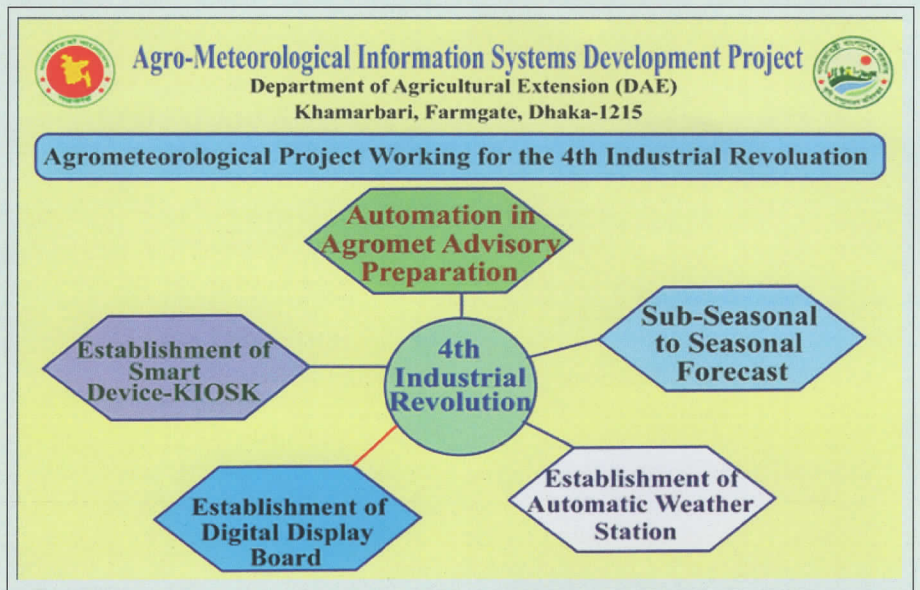 Agro-Meteorological Information Systems Development Project
Department of Agricultural Extension (DAE)
Khamarbari, Farmgate, Dhaka-1215
Agrometeorological Project Working for the 4th Industrial Revoluation
Automation in
Agromet Advisory
Preparation
Establishment of
Smart
Device-KIOSK
4th
Industrial
Revolution
Sub-Seasonal
to Seasonal
Forecast
Establishment of
Digital Display
Board
Establishment of
Automatic Weather
Station